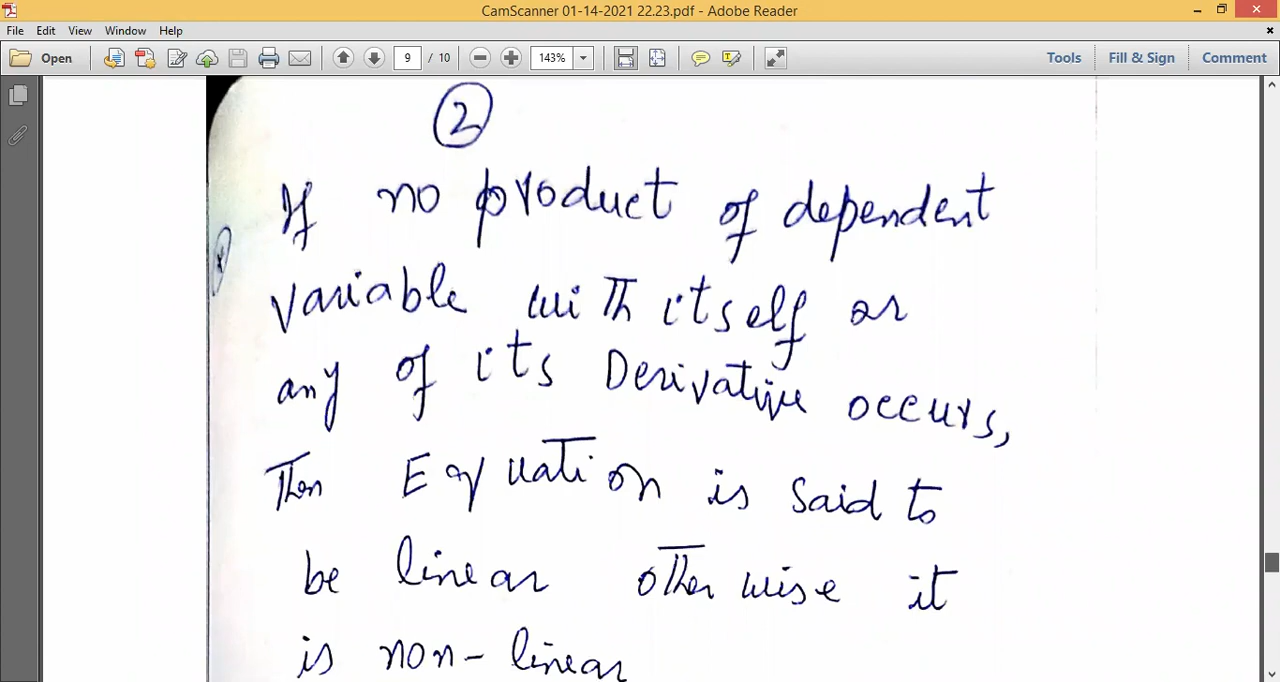 CamScanner 01-14-2021 22.23.pdf - Adobe Reader
File Edit View Window Help
Open 9 / 10 143% Tools Fill & Sign Comment
2
If no product of dependent
variable with itself or
any of its Derivative occurs,
Then Equation is said to
be linear otherwise it
is non-linear